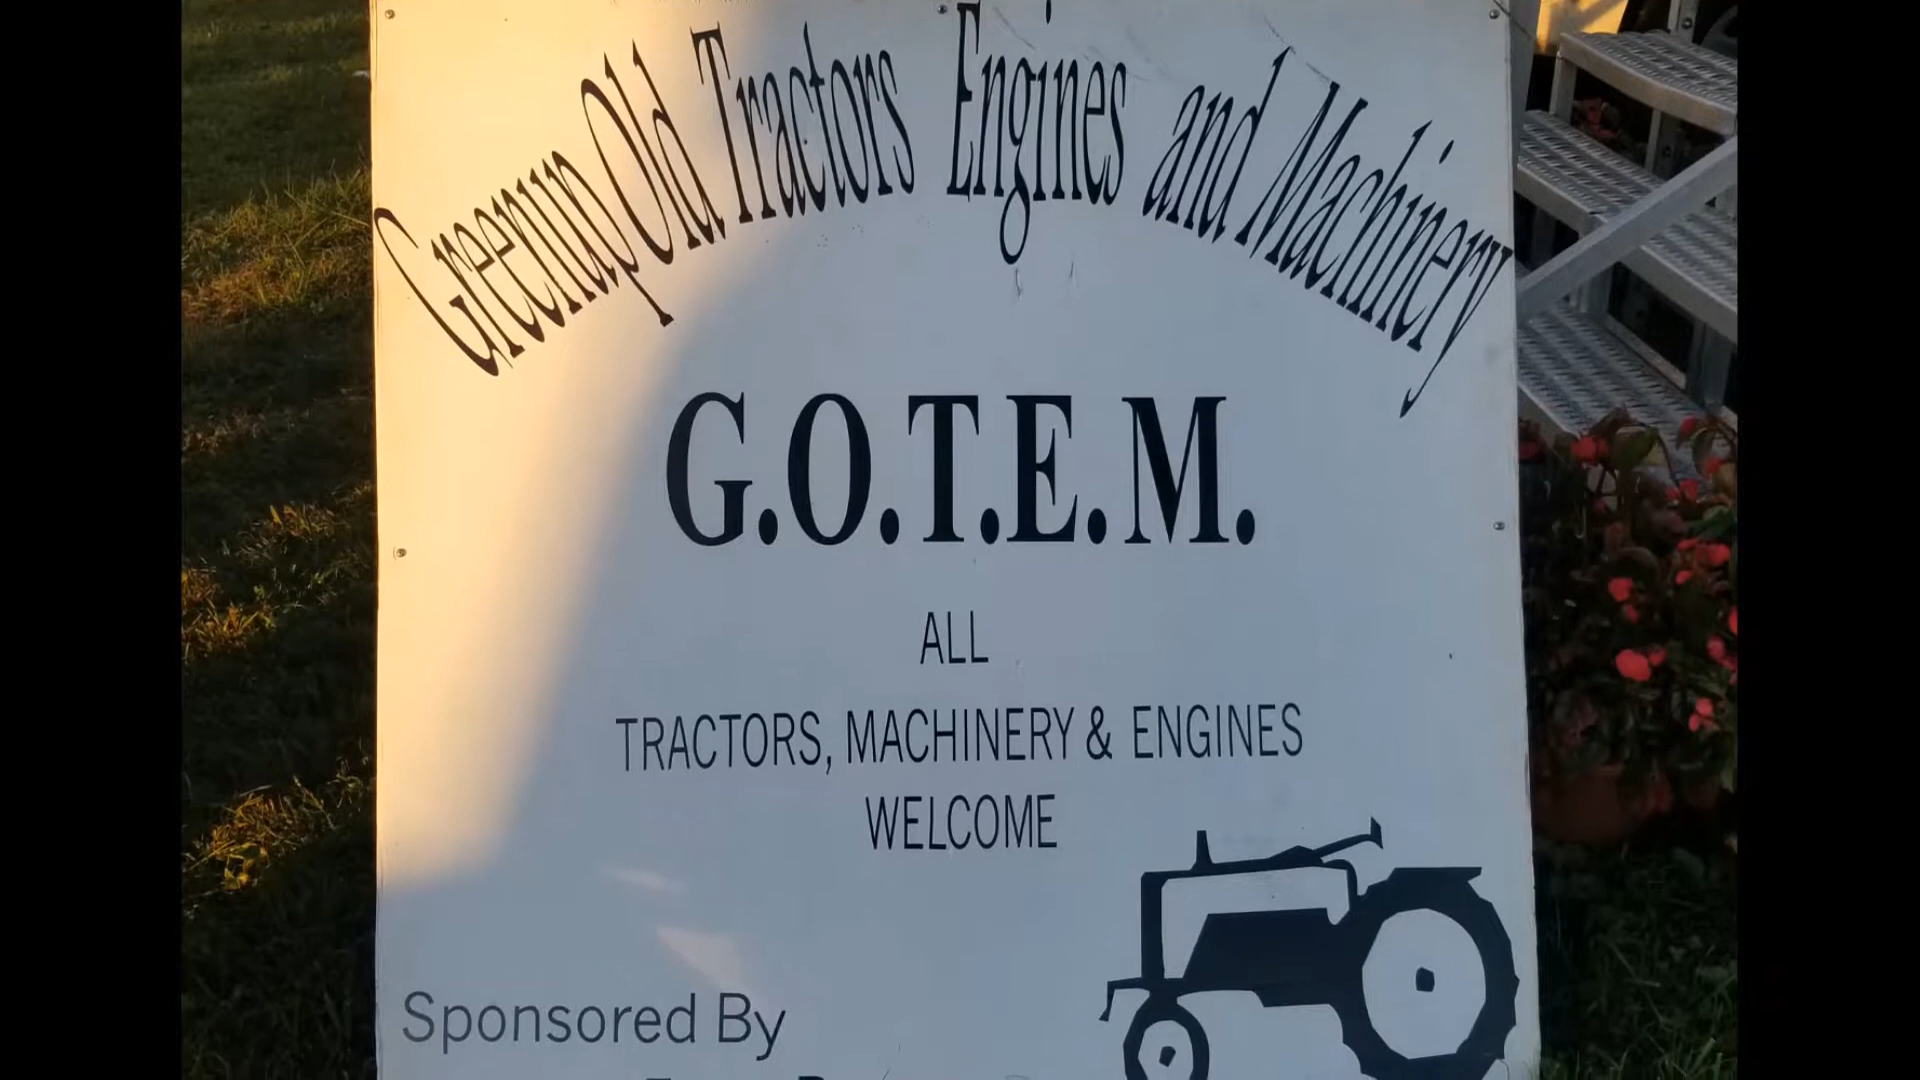 Greenup Old Tractors Engines and Machinery
G.O.T.E.M.
ALL
TRACTORS, MACHINERY & ENGINES
WELCOME
Sponsored By